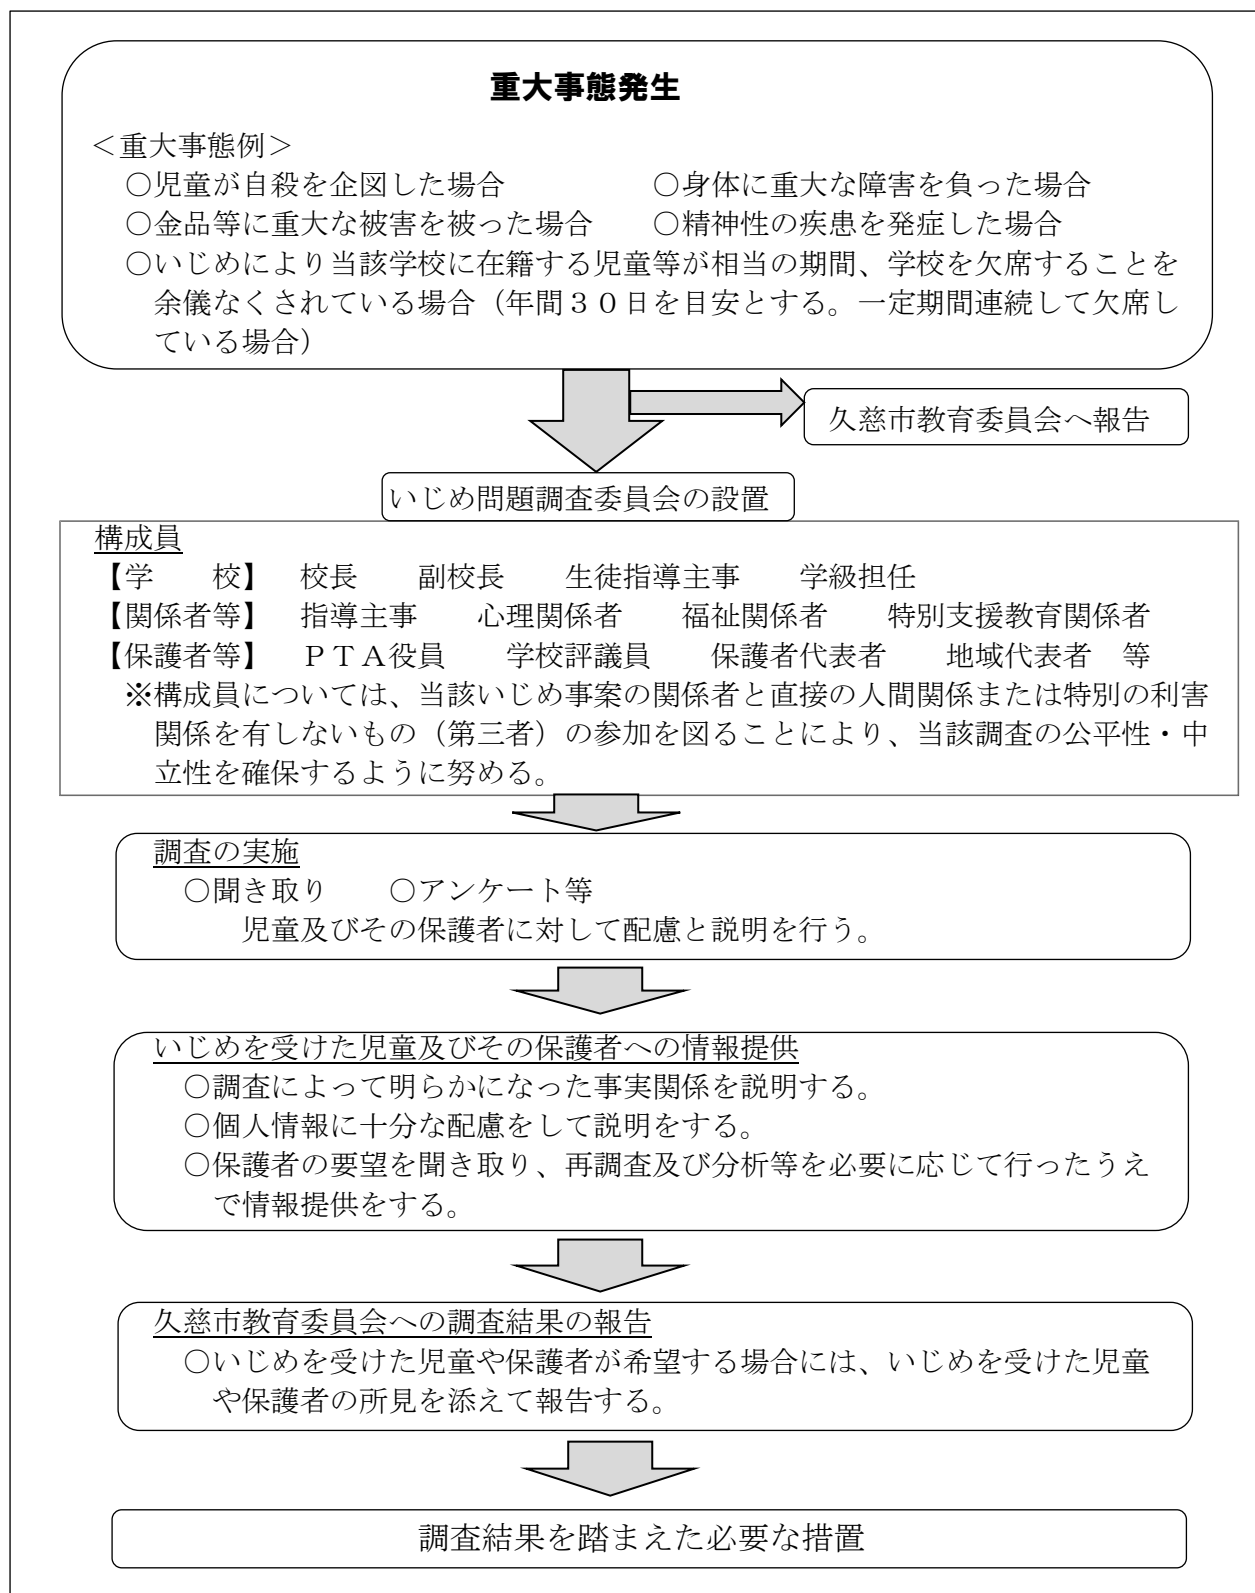 重大事態発生
＜重大事態例＞
○児童が自殺を企図した場合　　　　　○身体に重大な障害を負った場合
○金品等に重大な被害を被った場合　　○精神性の疾患を発症した場合
○いじめにより当該学校に在籍する児童等が相当の期間、学校を欠席することを
余儀なくされている場合（年間３０日を目安とする。一定期間連続して欠席し
ている場合）
久慈市教育委員会へ報告
いじめ問題調査委員会の設置
構成員
【学　　校】　校長　　副校長　　生徒指導主事　　学級担任
【関係者等】　指導主事　　心理関係者　　福祉関係者　　特別支援教育関係者
【保護者等】　ＰＴＡ役員　　学校評議員　　保護者代表者　　地域代表者　等
※構成員については、当該いじめ事案の関係者と直接の人間関係または特別の利害
関係を有しないもの（第三者）の参加を図ることにより、当該調査の公平性・中
立性を確保するように努める。
調査の実施
○聞き取り　　○アンケート等
児童及びその保護者に対して配慮と説明を行う。
いじめを受けた児童及びその保護者への情報提供
○調査によって明らかになった事実関係を説明する。
○個人情報に十分な配慮をして説明をする。
○保護者の要望を聞き取り、再調査及び分析等を必要に応じて行ったうえ
で情報提供をする。
久慈市教育委員会への調査結果の報告
○いじめを受けた児童や保護者が希望する場合には、いじめを受けた児童
や保護者の所見を添えて報告する。
調査結果を踏まえた必要な措置